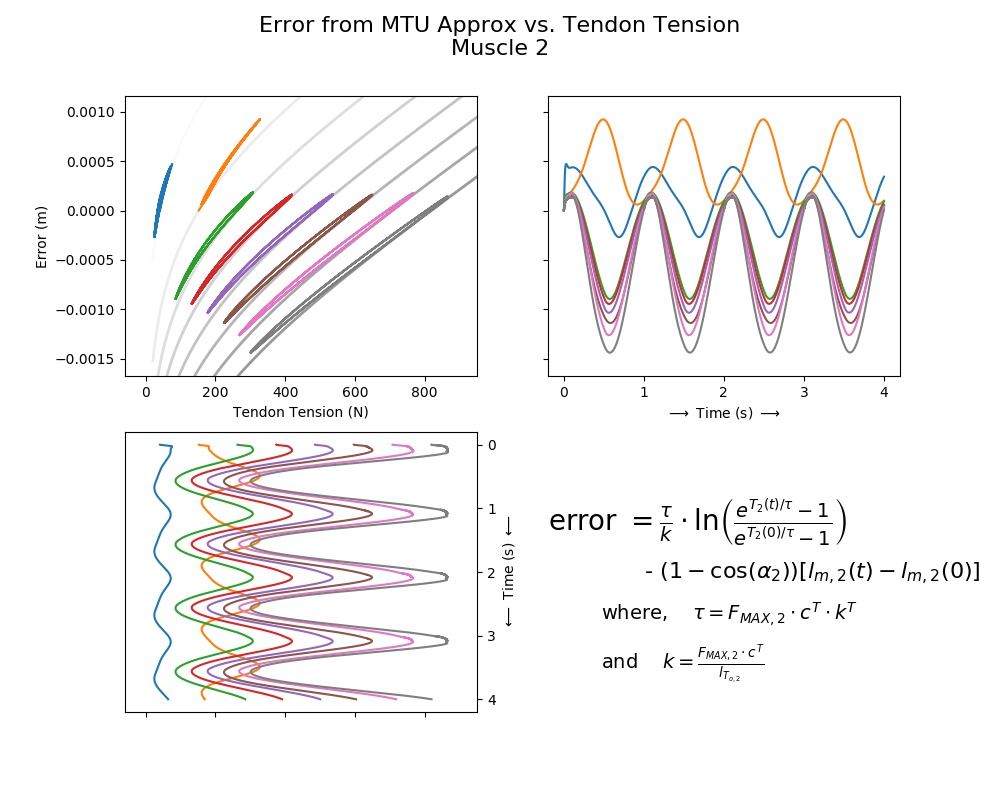 Error from MTU Approx vs. Tendon Tension
Muscle 2
0.0010
0.0005
0.0000
−0.0005
−0.0010
−0.0015
Error (m)
0 200 400 600 800
Tendon Tension (N)
0 1 2 3 4
⟶ Time (s) ⟶
0
1
2
3
4
⟵ Time (s) ⟵
error = τ/k · ln((e^{T₂(t)/τ} − 1)/(e^{T₂(0)/τ} − 1))
- (1 − cos(α₂))[l_{m,2}(t) − l_{m,2}(0)]
where, τ = F_{MAX,2} · c^T · k^T
and k = F_{MAX,2} · c^T / l_{T_{o,2}}